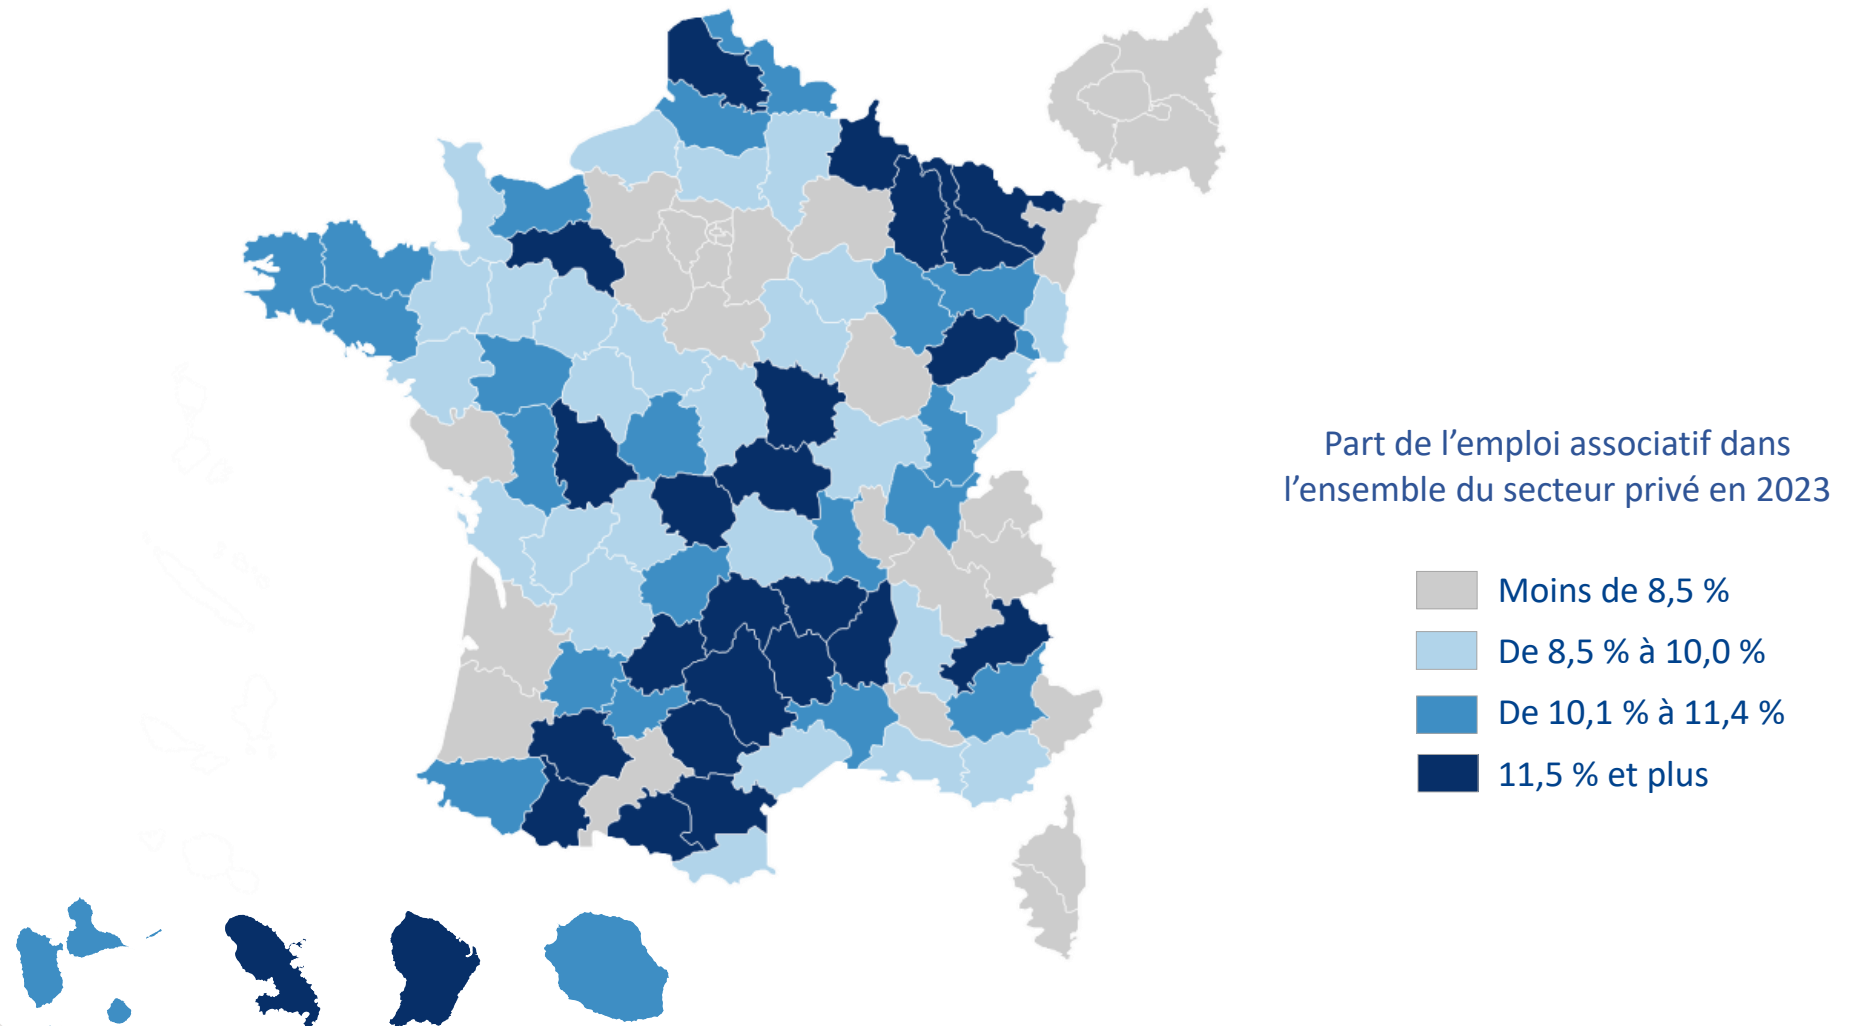 Part de l’emploi associatif dans
l’ensemble du secteur privé en 2023
Moins de 8,5 %
De 8,5 % à 10,0 %
De 10,1 % à 11,4 %
11,5 % et plus